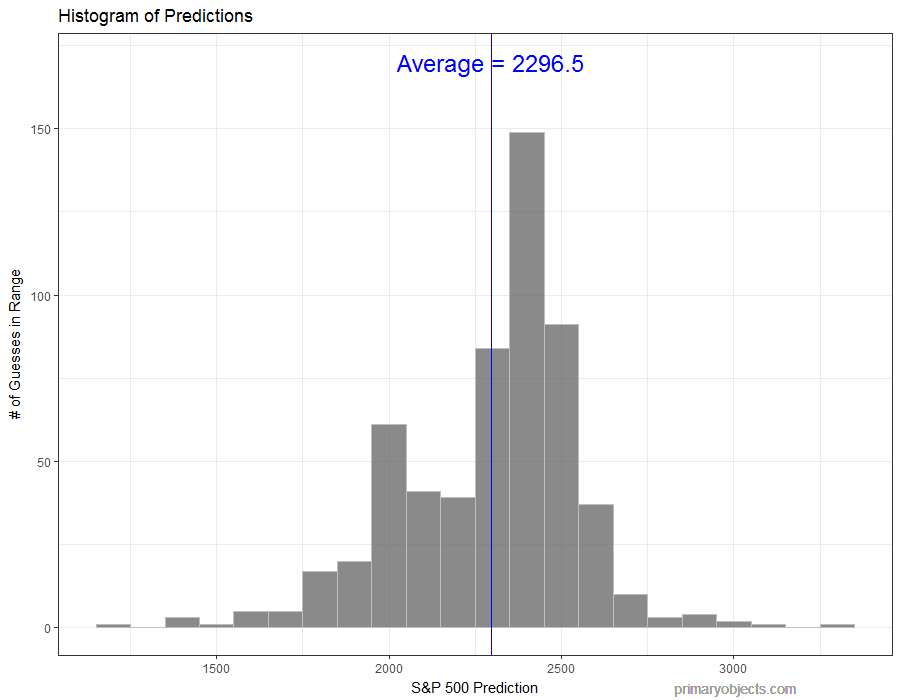 Histogram of Predictions
Average = 2296.5
150
100
50
0
# of Guesses in Range
1500 2000 2500 3000
S&P 500 Prediction
primaryobjects.com